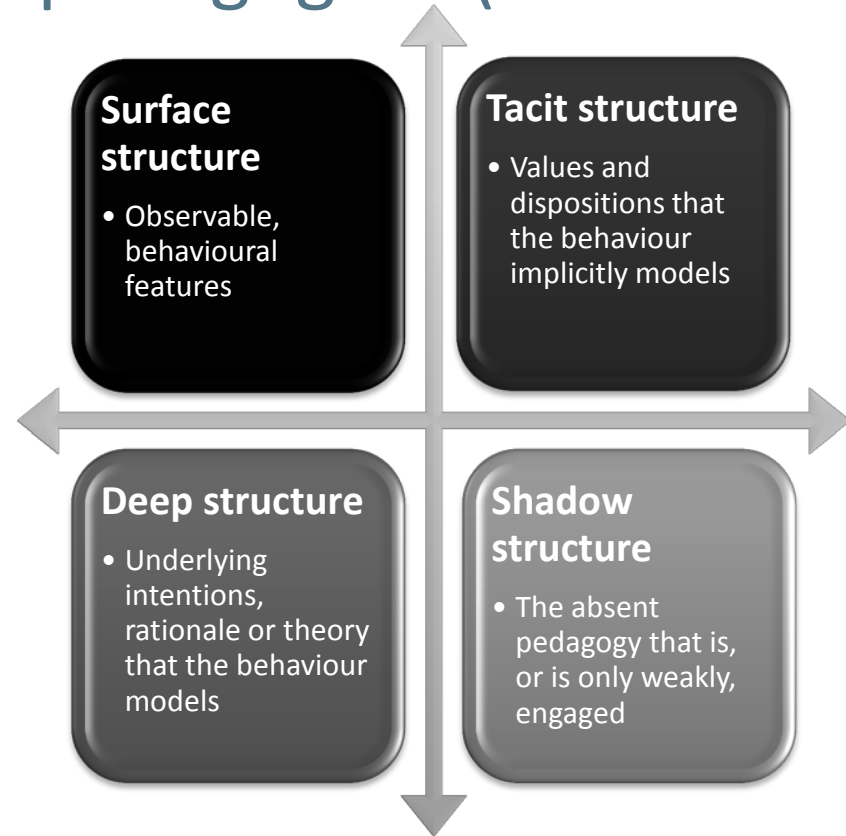 Surface
structure
• Observable,
behavioural
features
Tacit structure
• Values and
dispositions that
the behaviour
implicitly models
Deep structure
• Underlying
intentions,
rationale or theory
that the behaviour
models
Shadow
structure
• The absent
pedagogy that is,
or is only weakly,
engaged